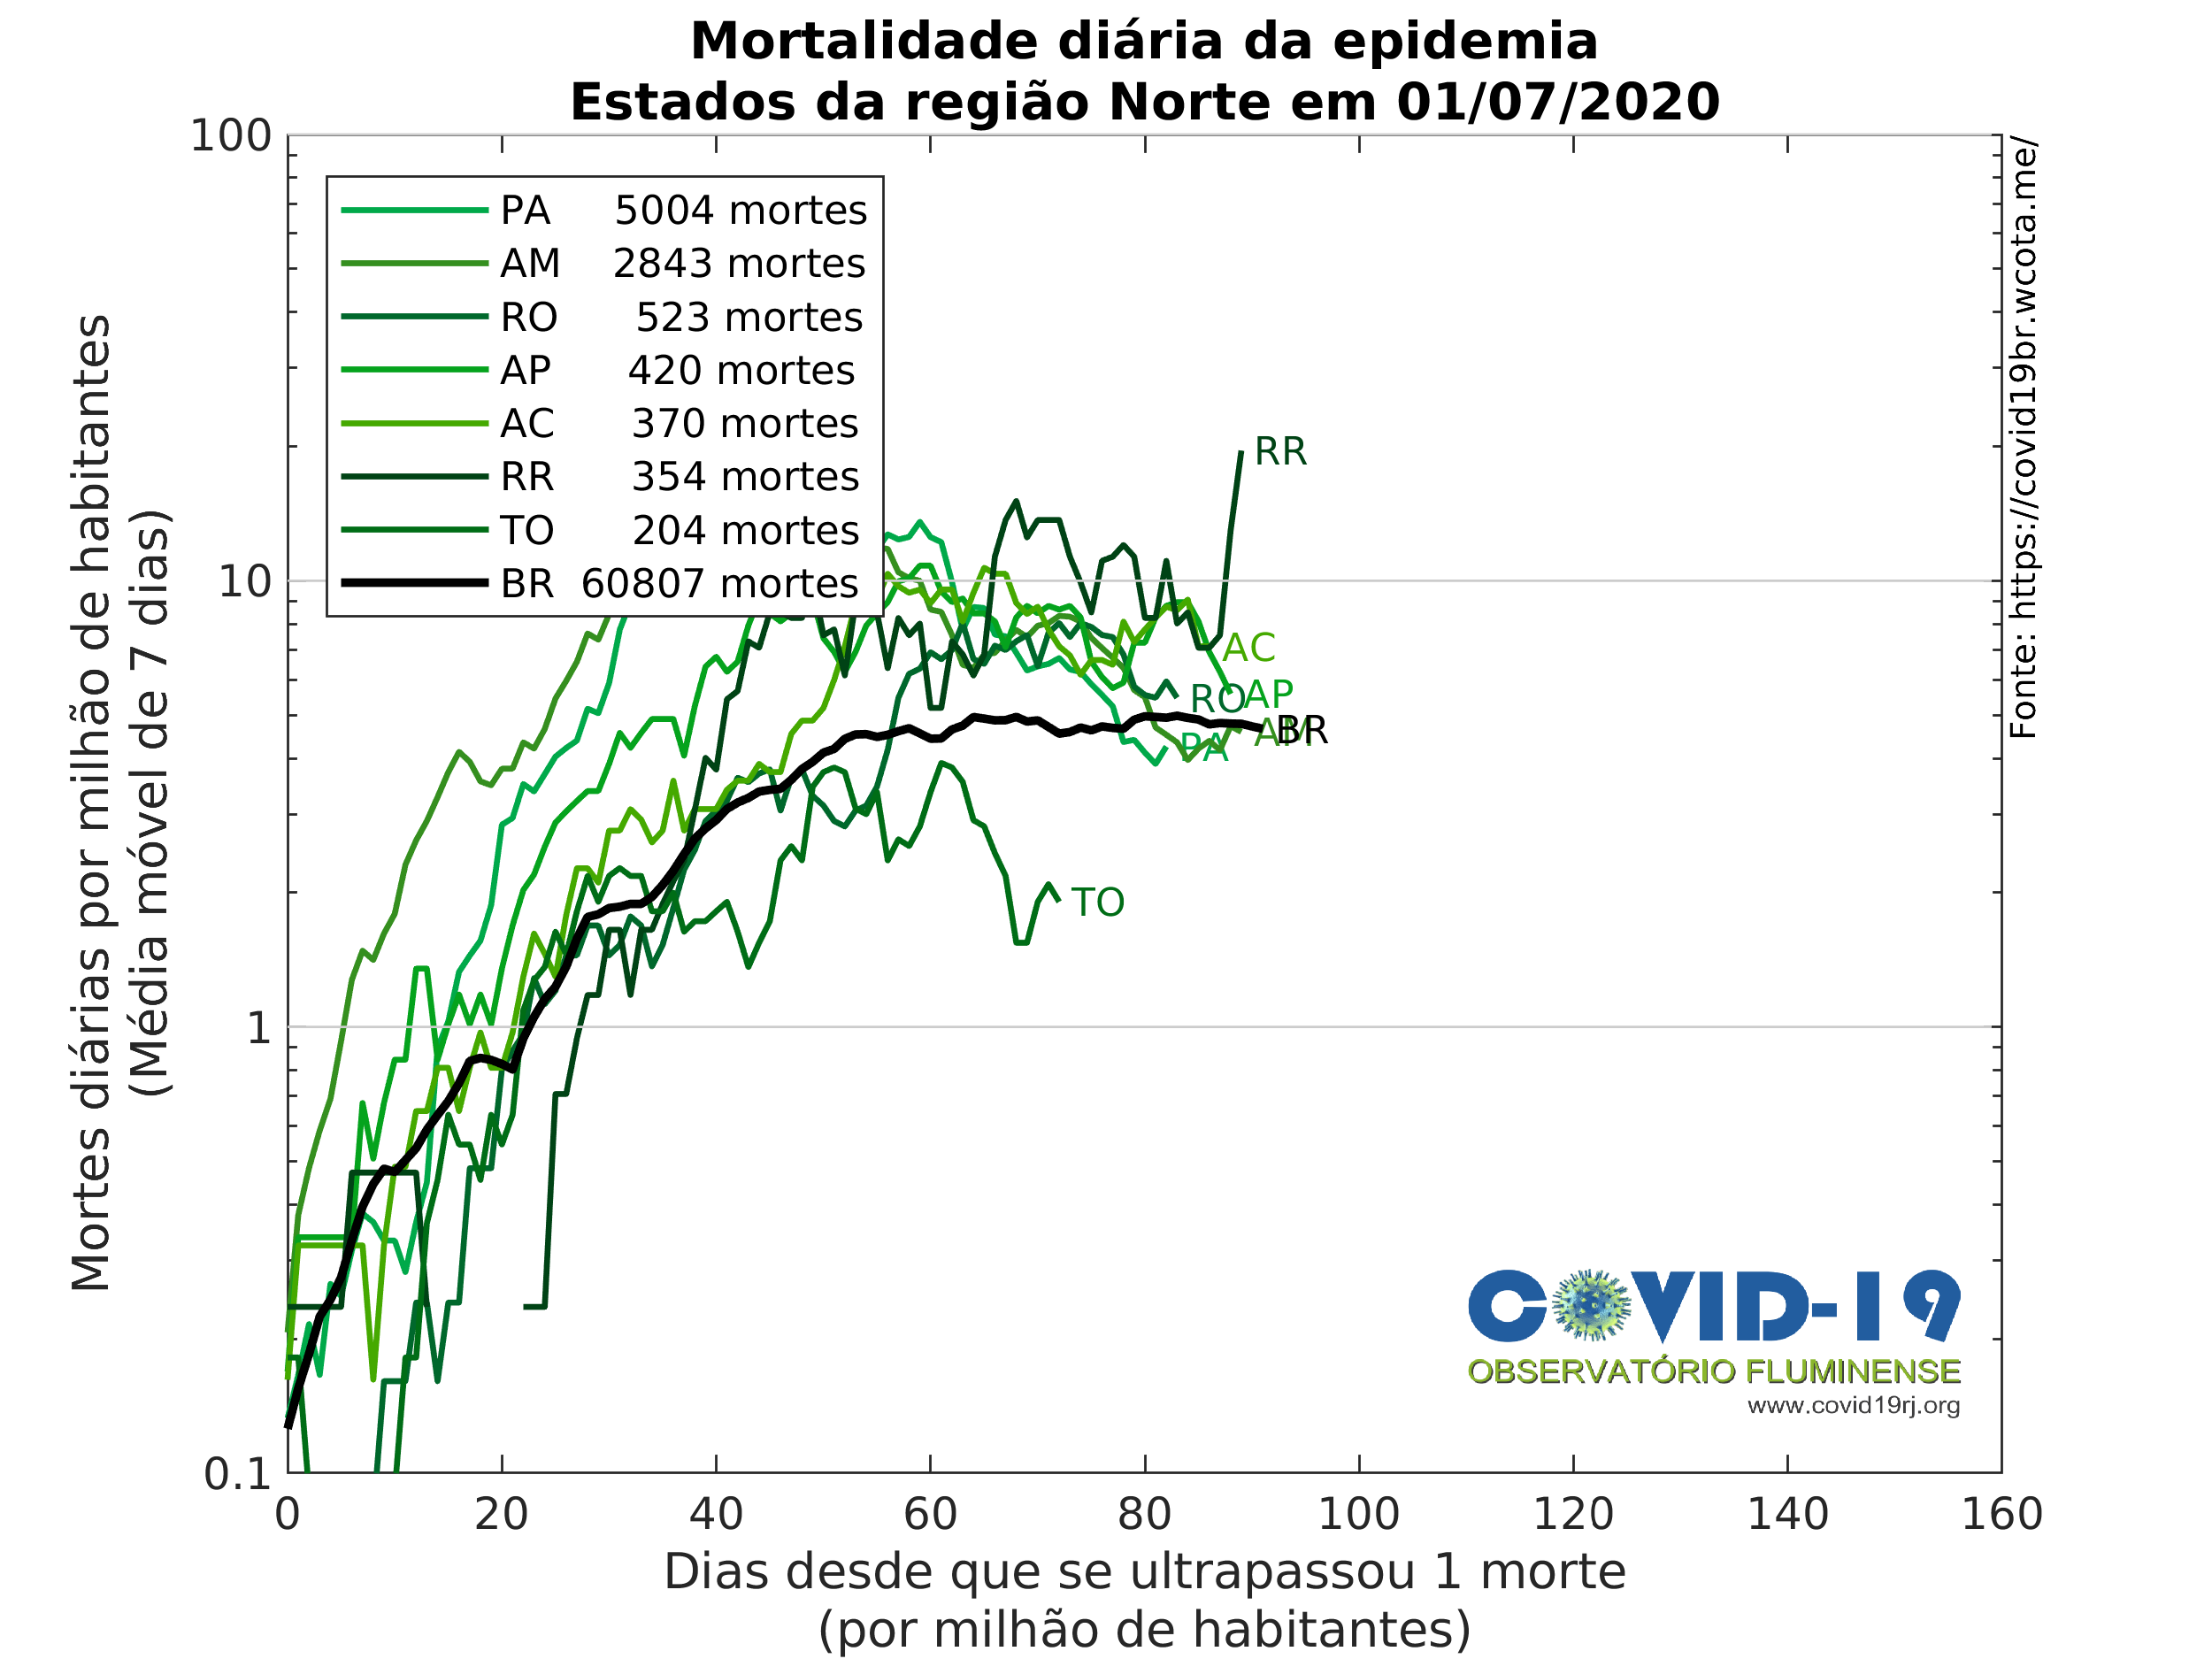 Mortalidade diária da epidemia
Estados da região Norte em 01/07/2020
Mortes diárias por milhão de habitantes
(Média móvel de 7 dias)
100
10
1
0.1
PA 5004 mortes
AM 2843 mortes
RO 523 mortes
AP 420 mortes
AC 370 mortes
RR 354 mortes
TO 204 mortes
BR 60807 mortes
RR
AC
RO
AP
AM
BR
PA
TO
Fonte: https://covid19br.wcota.me/
COVID-19
OBSERVATÓRIO FLUMINENSE
www.covid19rj.org
0 20 40 60 80 100 120 140 160
Dias desde que se ultrapassou 1 morte
(por milhão de habitantes)